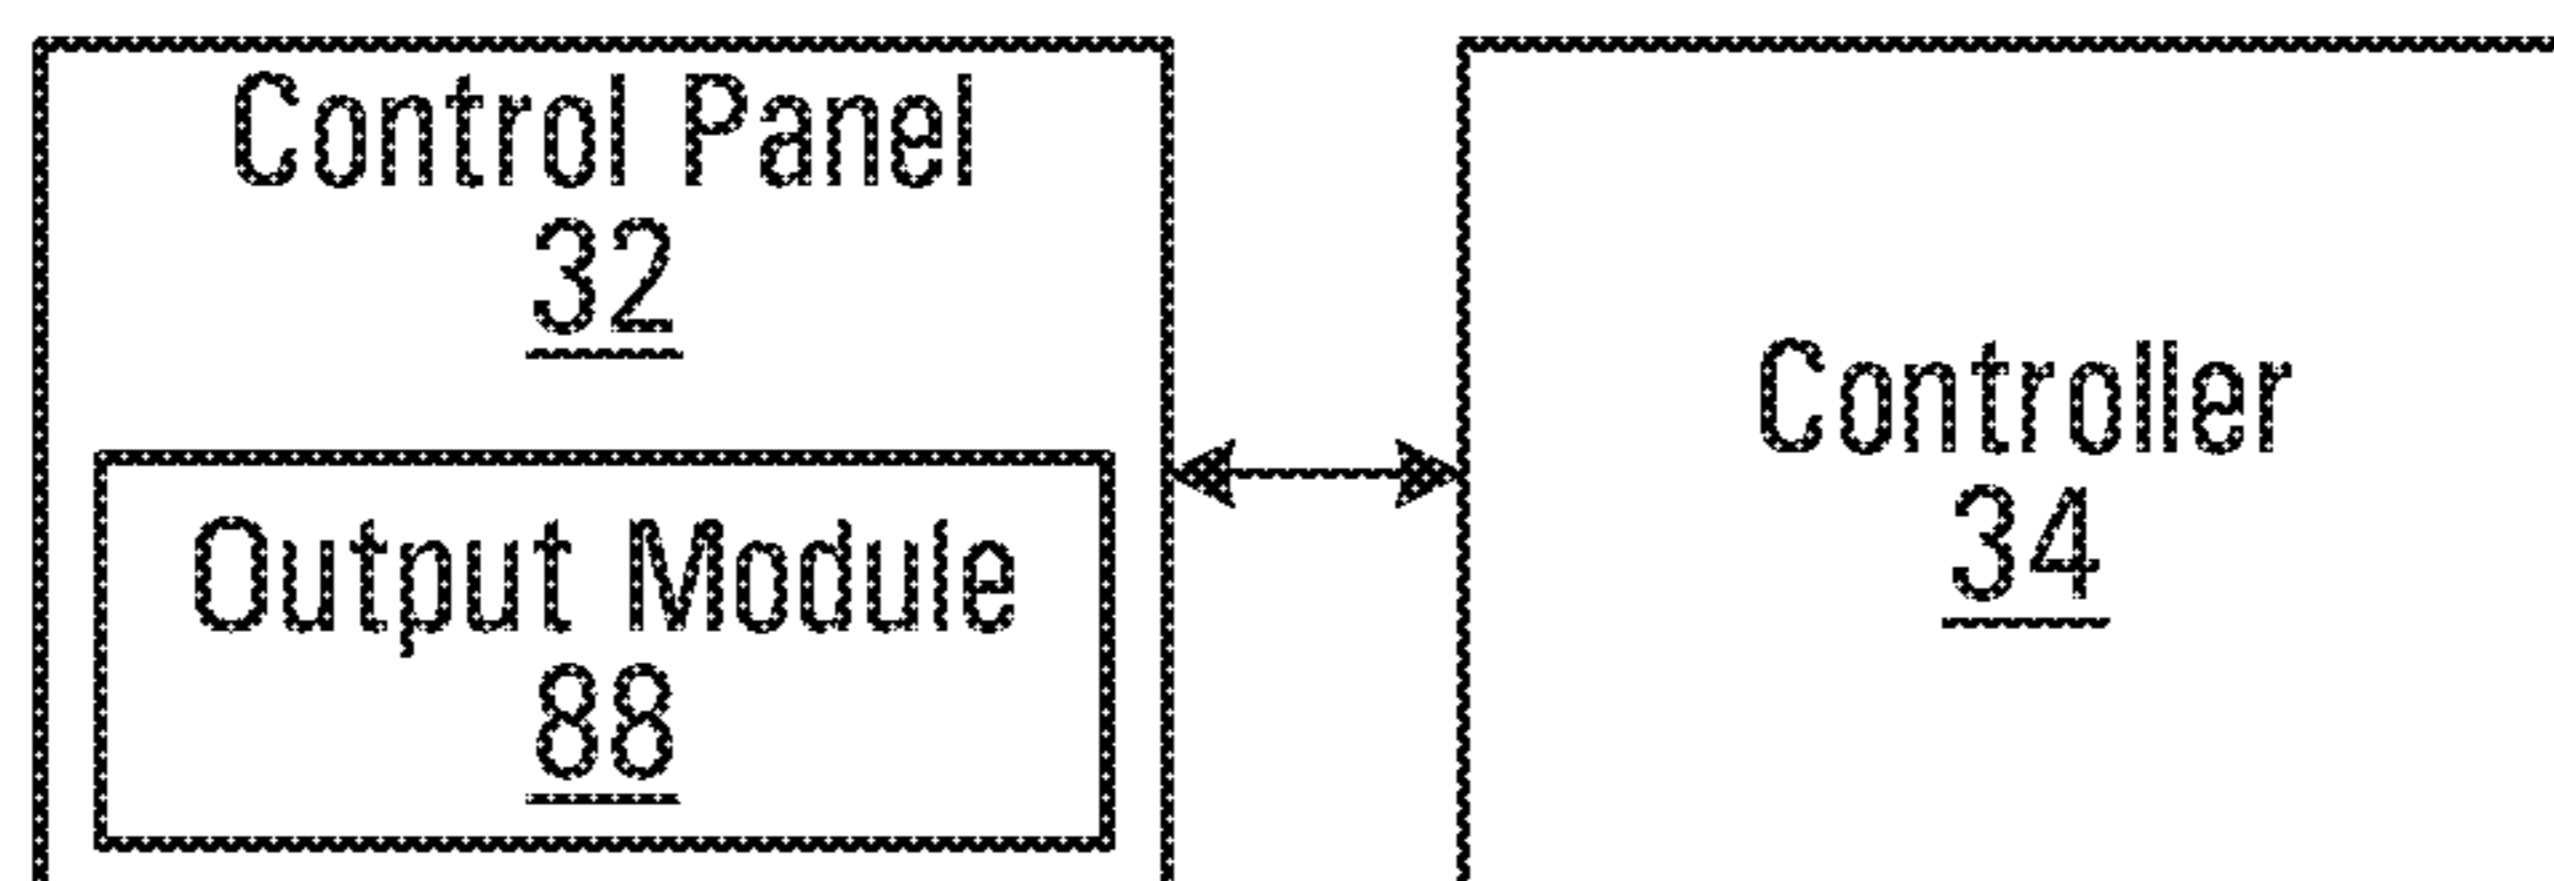 Control Panel
32
Output Module
88
Controller
34